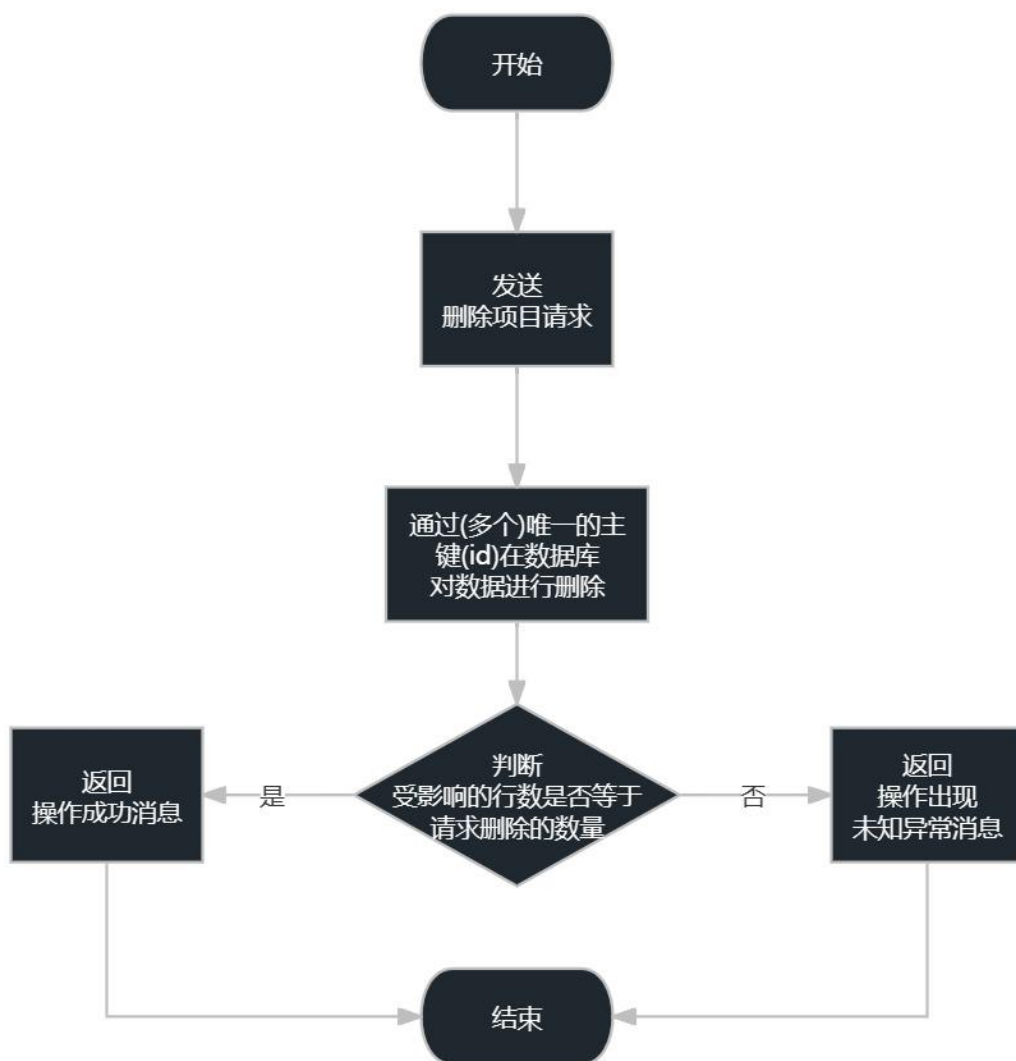 开始
发送
删除项目请求
通过(多个)唯一的主
键(id)在数据库
对数据进行删除
判断
受影响的行数是否等于
请求删除的数量
是
否
返回
操作成功消息
返回
操作出现
未知异常消息
结束